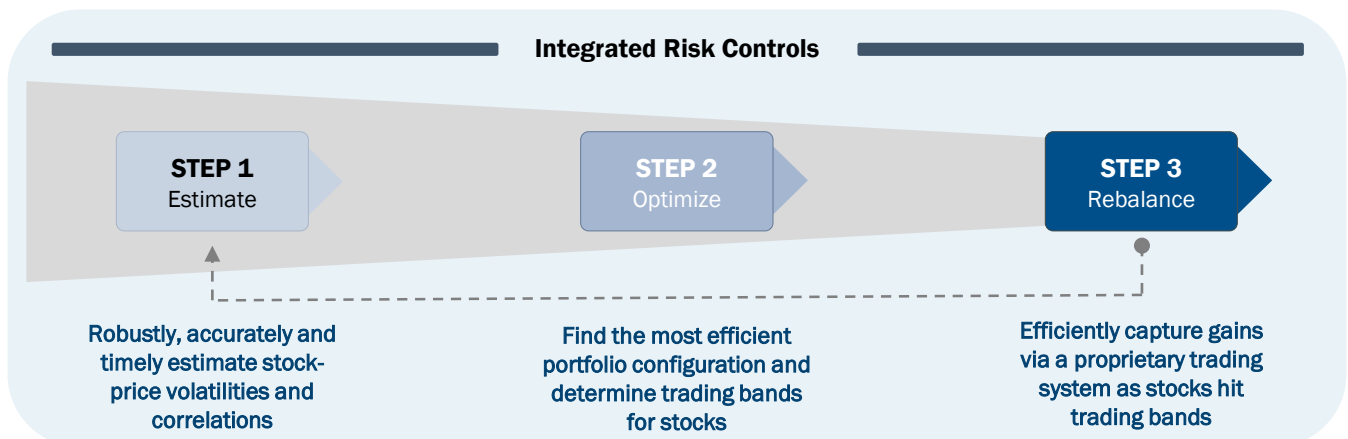 Integrated Risk Controls
STEP 1
Estimate
STEP 2
Optimize
STEP 3
Rebalance
Robustly, accurately and
timely estimate stock-
price volatilities and
correlations
Find the most efficient
portfolio configuration and
determine trading bands
for stocks
Efficiently capture gains
via a proprietary trading
system as stocks hit
trading bands